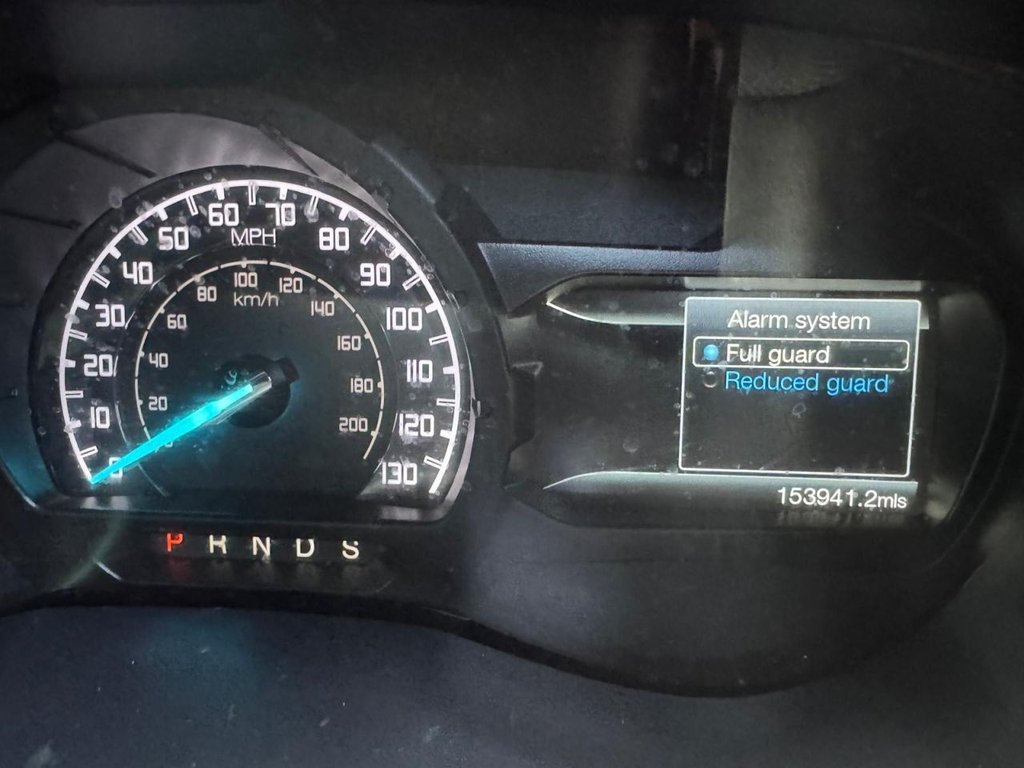 60 70
50 MPH 80
40 90
30 100
20 110
10 120
0 130
100
80 120
km/h
60 140
40 160
20 180
200
P R N D S
Alarm system
Full guard
Reduced guard
153941.2mls